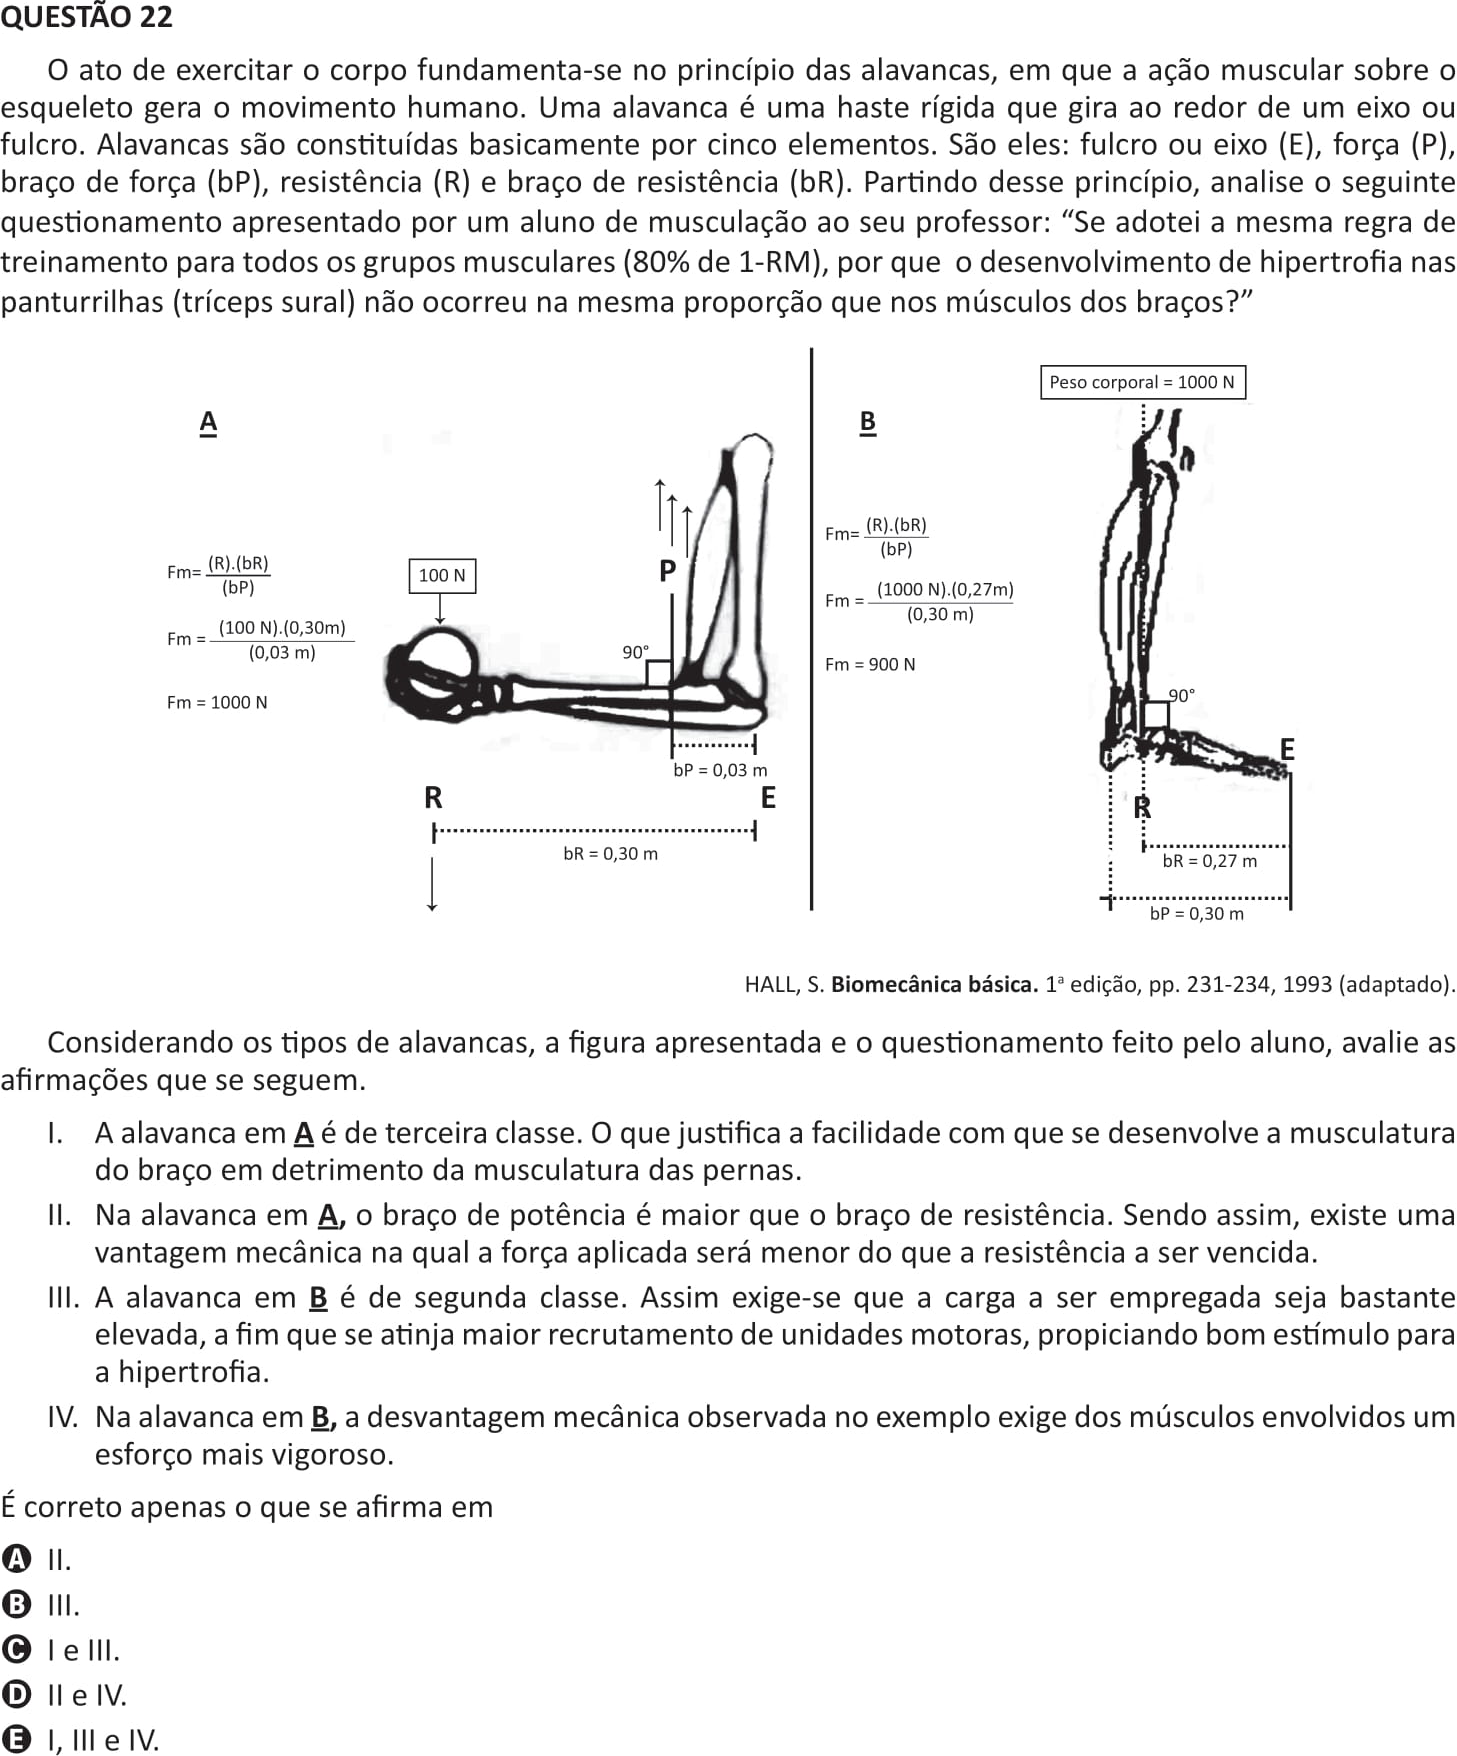 QUESTÃO 22
O ato de exercitar o corpo fundamenta-se no princípio das alavancas, em que a ação muscular sobre o
esqueleto gera o movimento humano. Uma alavanca é uma haste rígida que gira ao redor de um eixo ou
fulcro. Alavancas são constituídas basicamente por cinco elementos. São eles: fulcro ou eixo (E), força (P),
braço de força (bP), resistência (R) e braço de resistência (bR). Partindo desse princípio, analise o seguinte
questionamento apresentado por um aluno de musculação ao seu professor: “Se adotei a mesma regra de
treinamento para todos os grupos musculares (80% de 1-RM), por que o desenvolvimento de hipertrofia nas
panturrilhas (tríceps sural) não ocorreu na mesma proporção que nos músculos dos braços?”
A
Fm= (R).(bR)
(bP)
Fm = (100 N).(0,30m)
(0,03 m)
Fm = 1000 N
100 N
P
90°
bP = 0,03 m
R
E
bR = 0,30 m
B
Peso corporal = 1000 N
Fm= (R).(bR)
(bP)
Fm = (1000 N).(0,27m)
(0,30 m)
Fm = 900 N
90°
E
R
bR = 0,27 m
bP = 0,30 m
HALL, S. Biomecânica básica. 1ª edição, pp. 231-234, 1993 (adaptado).
Considerando os tipos de alavancas, a figura apresentada e o questionamento feito pelo aluno, avalie as
afirmações que se seguem.
I. A alavanca em A é de terceira classe. O que justifica a facilidade com que se desenvolve a musculatura
do braço em detrimento da musculatura das pernas.
II. Na alavanca em A, o braço de potência é maior que o braço de resistência. Sendo assim, existe uma
vantagem mecânica na qual a força aplicada será menor do que a resistência a ser vencida.
III. A alavanca em B é de segunda classe. Assim exige-se que a carga a ser empregada seja bastante
elevada, a fim que se atinja maior recrutamento de unidades motoras, propiciando bom estímulo para
a hipertrofia.
IV. Na alavanca em B, a desvantagem mecânica observada no exemplo exige dos músculos envolvidos um
esforço mais vigoroso.
É correto apenas o que se afirma em
A II.
B III.
C I e III.
D II e IV.
E I, III e IV.